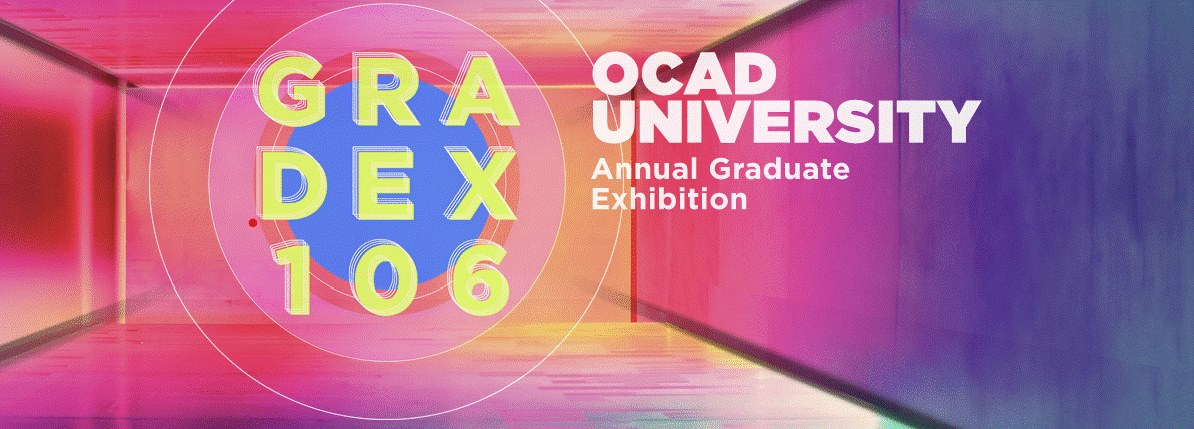 GRA
DEX
106
OCAD
UNIVERSITY
Annual Graduate
Exhibition